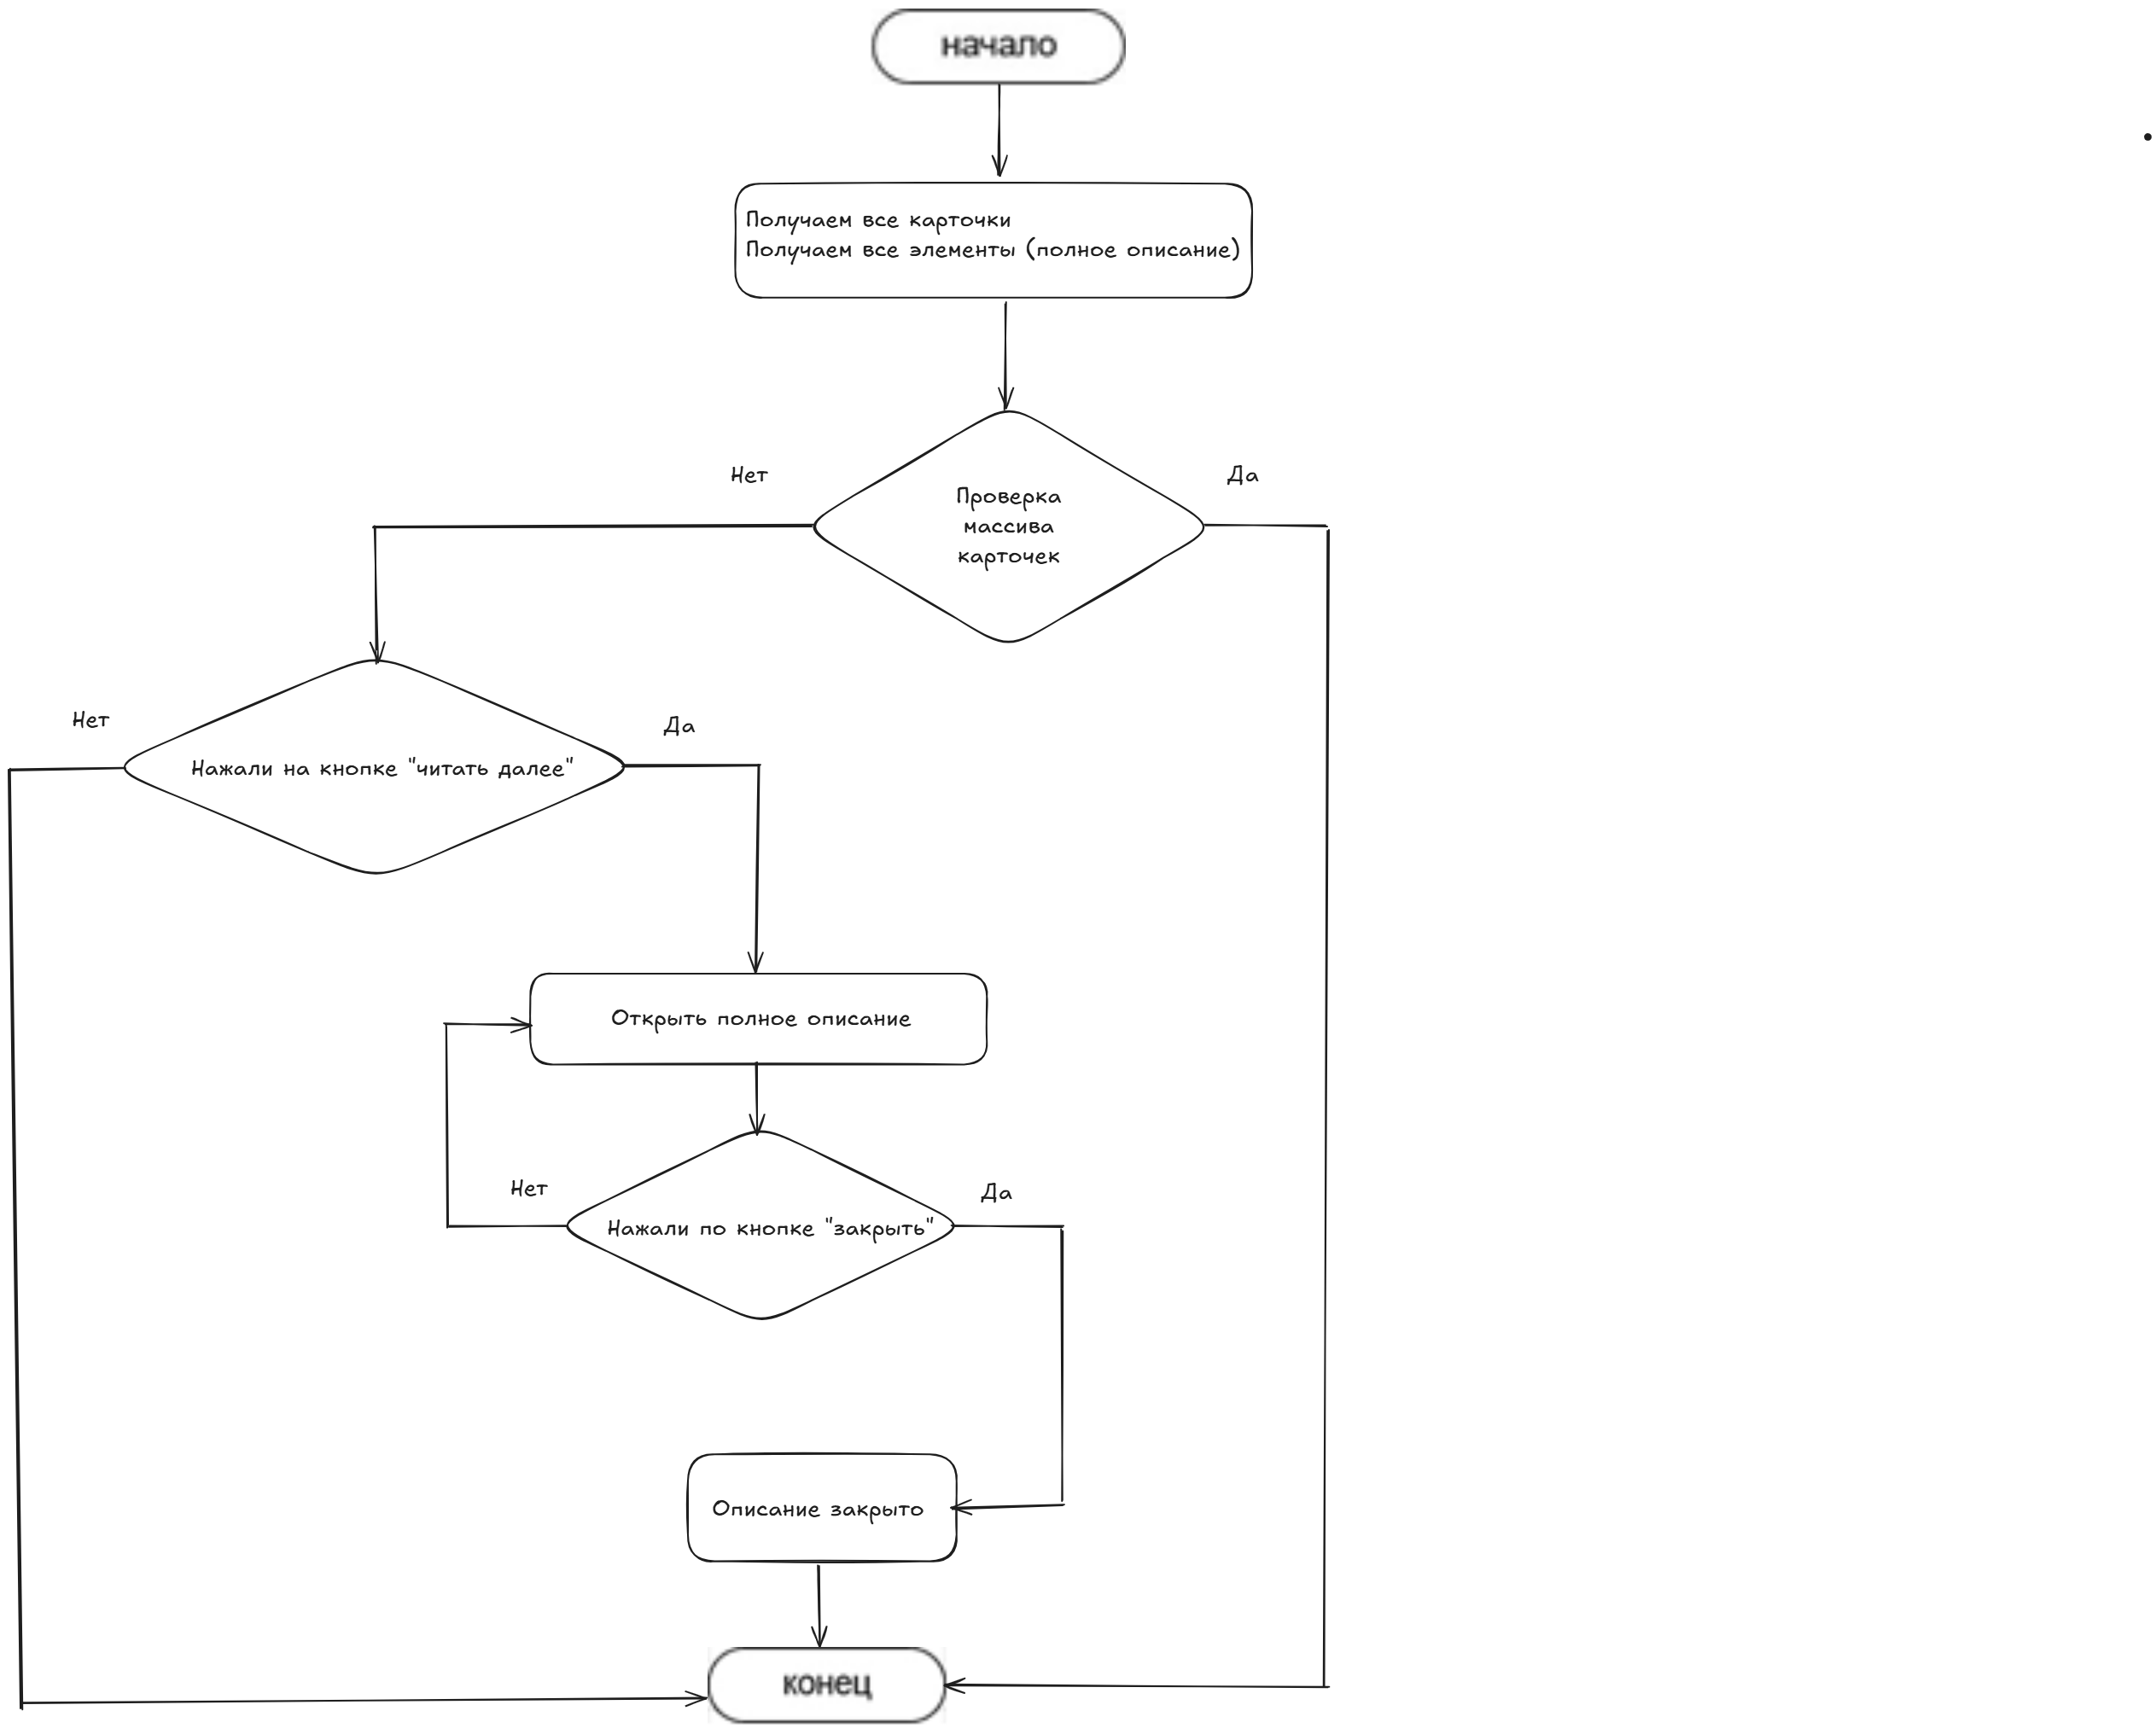 начало
Получаем все карточки
Получаем все элементы (полное описание)
Нет
Да
Проверка
массива
карточек
Нет
Да
Нажали на кнопке "читать далее"
Открыть полное описание
Нет
Да
Нажали по кнопке "закрыть"
Описание закрыто
конец